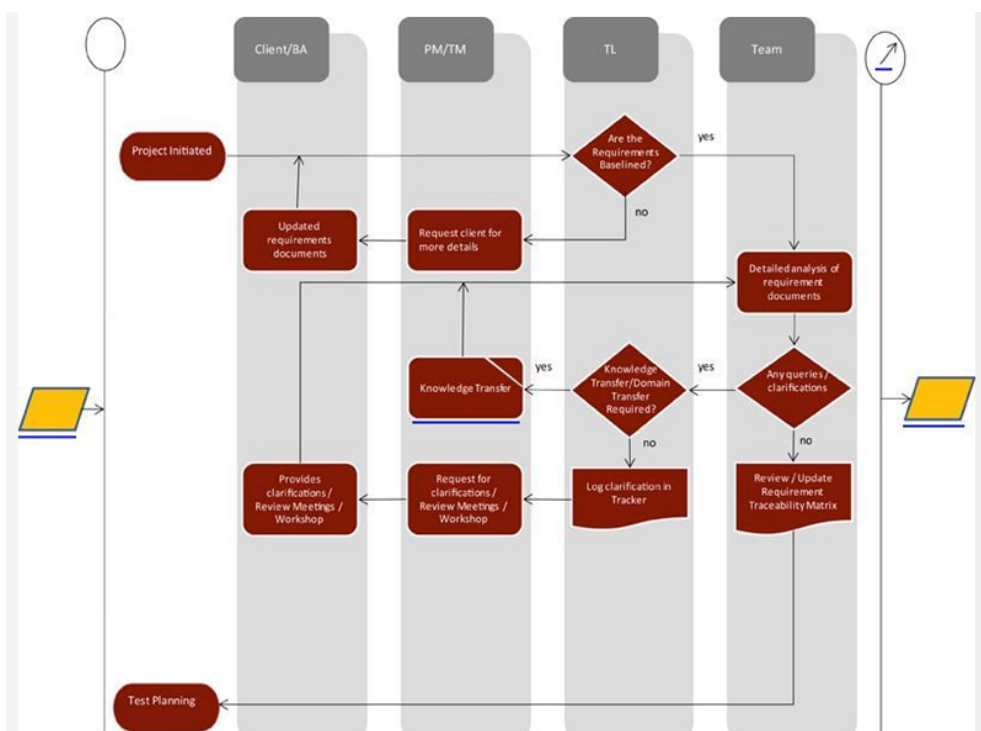 Client/BA
PM/TM
TL
Team
Project Initiated
Are the
Requirements
Baselined?
yes
no
Updated
requirements
documents
Request client for
more details
Detailed analysis of
requirement
documents
Knowledge Transfer
yes
Knowledge
Transfer/Domain
Transfer
Required?
yes
Any queries /
clarifications
no
no
Provides
clarifications /
Review Meetings /
Workshop
Request for
clarifications /
Review Meetings /
Workshop
Log clarification in
Tracker
Review / Update
Requirement
Traceability Matrix
Test Planning